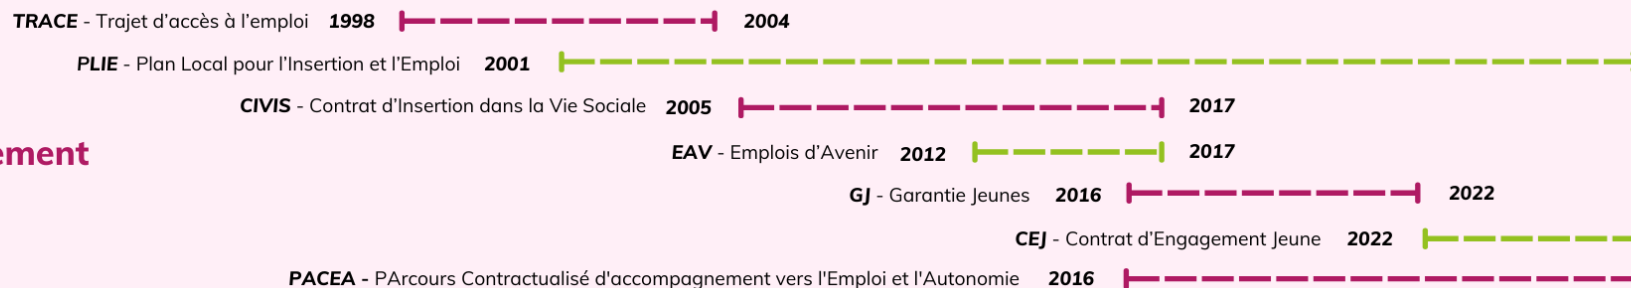 TRACE - Trajet d'accès à l'emploi 1998 2004
PLIE - Plan Local pour l'Insertion et l'Emploi 2001
CIVIS - Contrat d'Insertion dans la Vie Sociale 2005 2017
ement
EAV - Emplois d'Avenir 2012 2017
GJ - Garantie Jeunes 2016 2022
CEJ - Contrat d'Engagement Jeune 2022
PACEA - PArcours Contractualisé d'accompagnement vers l'Emploi et l'Autonomie 2016